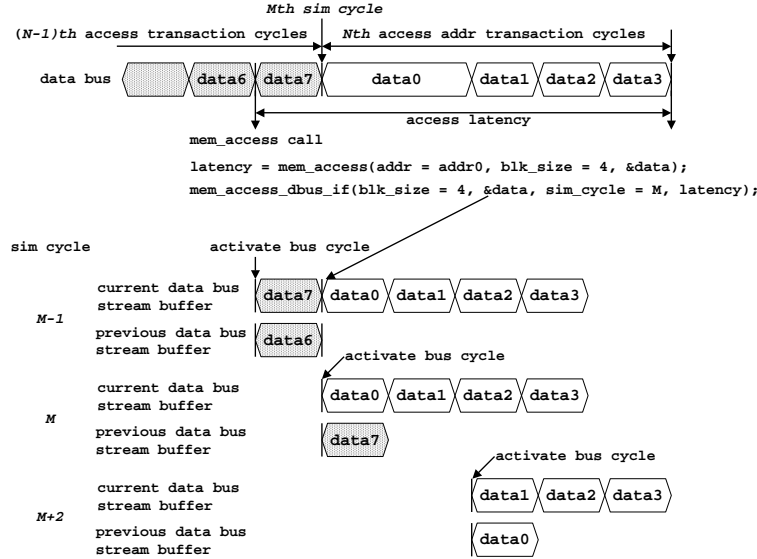 Mth sim cycle
(N-1)th access transaction cycles
Nth access addr transaction cycles
data bus
data6
data7
data0
data1
data2
data3
access latency
mem_access call
latency = mem_access(addr = addr0, blk_size = 4, &data);
mem_access_dbus_if(blk_size = 4, &data, sim_cycle = M, latency);
sim cycle
activate bus cycle
M-1
current data bus
stream buffer
data7
data0
data1
data2
data3
previous data bus
stream buffer
data6
activate bus cycle
M
current data bus
stream buffer
data0
data1
data2
data3
previous data bus
stream buffer
data7
activate bus cycle
M+2
current data bus
stream buffer
data1
data2
data3
previous data bus
stream buffer
data0